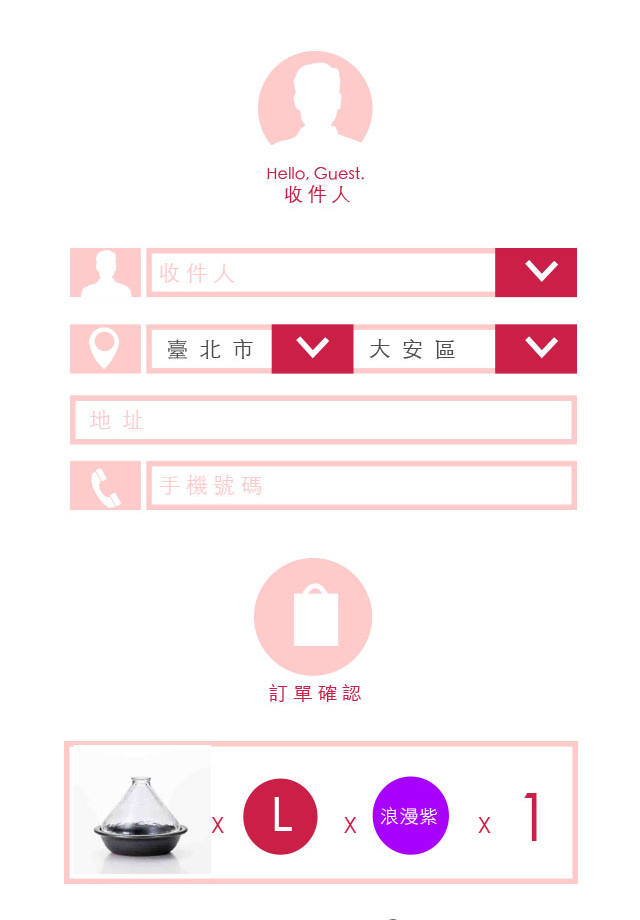 Hello, Guest.
收件人
收件人
臺北市 大安區
地址
手機號碼
訂單確認
X L X 浪漫紫 X 1